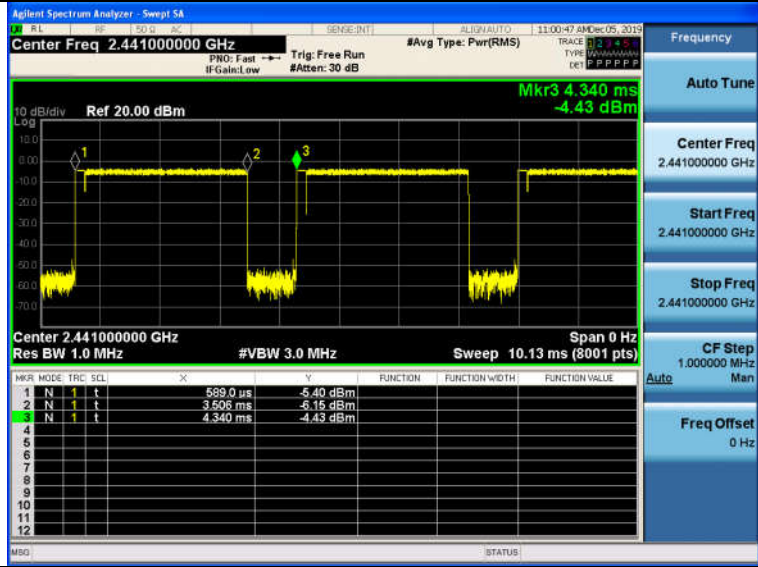 Agilent Spectrum Analyzer - Swept SA
RL RF 50 Ω AC SENSE:INT ALIGNAUTO 11:00:47 AM Dec 05, 2019
Center Freq 2.441000000 GHz
PNO: Fast
IFGain:Low
Trig: Free Run
#Atten: 30 dB
#Avg Type: Pwr(RMS)
TRACE 1 2 3 4 5 6
TYPE WWWWWW
DET P P P P P P
Mkr3 4.340 ms
-4.43 dBm
10 dB/div Ref 20.00 dBm
Log
10.0
0.00
-10.0
-20.0
-30.0
-40.0
-50.0
-60.0
-70.0
1
2
3
Center 2.441000000 GHz Span 0 Hz
Res BW 1.0 MHz #VBW 3.0 MHz Sweep 10.13 ms (8001 pts)
MKR MODE TRC SCL X Y FUNCTION FUNCTION WIDTH FUNCTION VALUE
1 N 1 t 589.0 µs -5.40 dBm
2 N 1 t 3.506 ms -6.15 dBm
3 N 1 t 4.340 ms -4.43 dBm
4
5
6
7
8
9
10
11
12
MSG STATUS
Frequency
Auto Tune
Center Freq
2.441000000 GHz
Start Freq
2.441000000 GHz
Stop Freq
2.441000000 GHz
CF Step
1.000000 MHz
Auto Man
Freq Offset
0 Hz